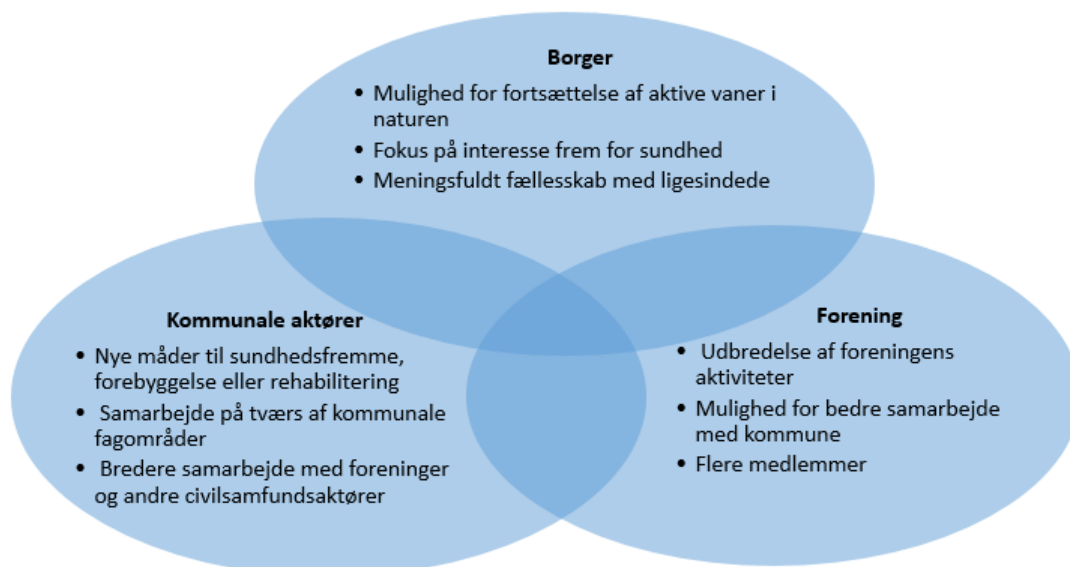 Borger
• Mulighed for fortsættelse af aktive vaner i
naturen
• Fokus på interesse frem for sundhed
• Meningsfuldt fællesskab med ligesindede
Kommunale aktører
• Nye måder til sundhedsfremme,
forebyggelse eller rehabilitering
• Samarbejde på tværs af kommunale
fagområder
• Bredere samarbejde med foreninger
og andre civilsamfundsaktører
Forening
• Udbredelse af foreningens
aktiviteter
• Mulighed for bedre samarbejde
med kommune
• Flere medlemmer